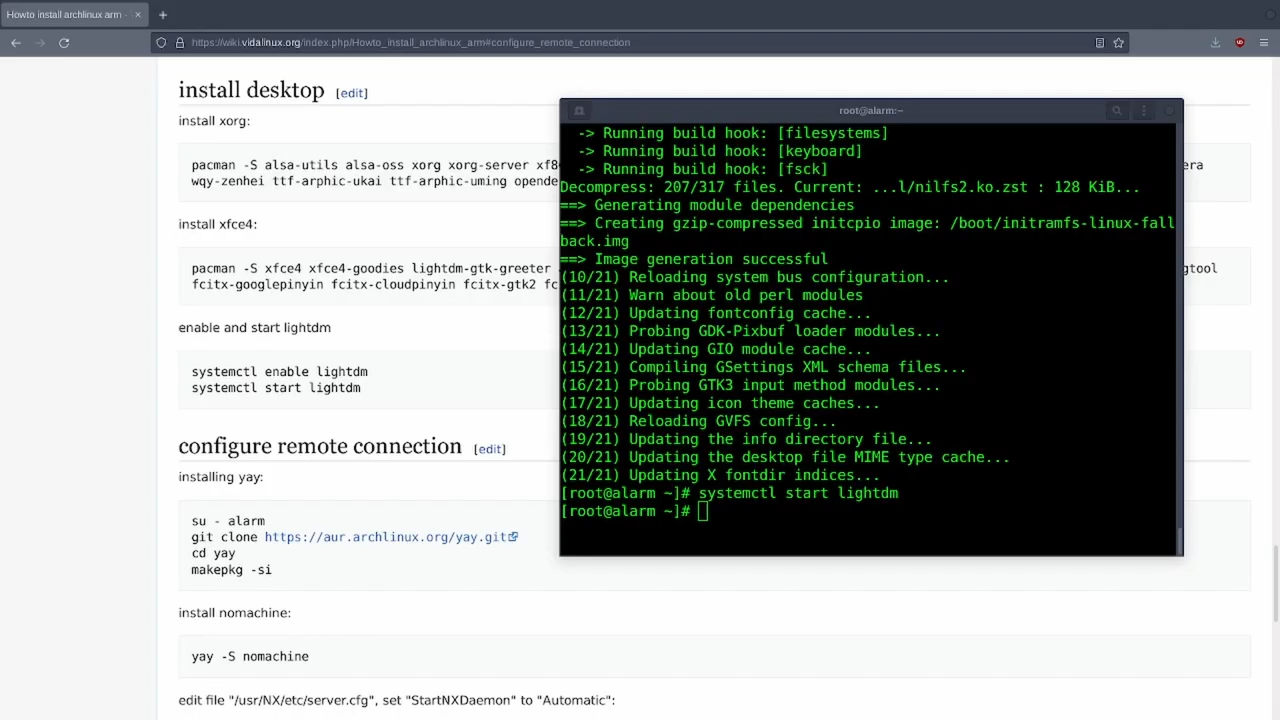 Howto install archlinux arm -
https://wiki.vidalinux.org/index.php/Howto_install_archlinux_arm#configure_remote_connection
install desktop [edit]
install xorg:
pacman -S alsa-utils alsa-oss xorg xorg-server xf8
era
wqy-zenhei ttf-arphic-ukai ttf-arphic-uming opende
install xfce4:
pacman -S xfce4 xfce4-goodies lightdm-gtk-greeter
gtool
fcitx-googlepinyin fcitx-cloudpinyin fcitx-gtk2 fc
enable and start lightdm
systemctl enable lightdm
systemctl start lightdm
configure remote connection [edit]
installing yay:
su - alarm
git clone https://aur.archlinux.org/yay.git
cd yay
makepkg -si
install nomachine:
yay -S nomachine
edit file "/usr/NX/etc/server.cfg", set "StartNXDaemon" to "Automatic":
root@alarm:~
-> Running build hook: [filesystems]
-> Running build hook: [keyboard]
-> Running build hook: [fsck]
Decompress: 207/317 files. Current: ...l/nilfs2.ko.zst : 128 KiB...
==> Generating module dependencies
==> Creating gzip-compressed initcpio image: /boot/initramfs-linux-fall
back.img
==> Image generation successful
(10/21) Reloading system bus configuration...
(11/21) Warn about old perl modules
(12/21) Updating fontconfig cache...
(13/21) Probing GDK-Pixbuf loader modules...
(14/21) Updating GIO module cache...
(15/21) Compiling GSettings XML schema files...
(16/21) Probing GTK3 input method modules...
(17/21) Updating icon theme caches...
(18/21) Reloading GVFS config...
(19/21) Updating the info directory file...
(20/21) Updating the desktop file MIME type cache...
(21/21) Updating X fontdir indices...
[root@alarm ~]# systemctl start lightdm
[root@alarm ~]#